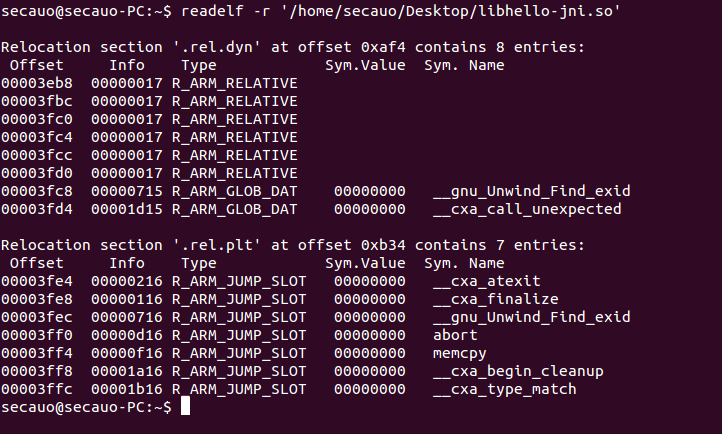 secauo@secauo-PC:~$ readelf -r '/home/secauo/Desktop/libhello-jni.so'

Relocation section '.rel.dyn' at offset 0xaf4 contains 8 entries:
 Offset     Info    Type            Sym.Value  Sym. Name
00003eb8  00000017 R_ARM_RELATIVE
00003fbc  00000017 R_ARM_RELATIVE
00003fc0  00000017 R_ARM_RELATIVE
00003fc4  00000017 R_ARM_RELATIVE
00003fcc  00000017 R_ARM_RELATIVE
00003fd0  00000017 R_ARM_RELATIVE
00003fc8  00000715 R_ARM_GLOB_DAT    00000000   __gnu_Unwind_Find_exid
00003fd4  00001d15 R_ARM_GLOB_DAT    00000000   __cxa_call_unexpected

Relocation section '.rel.plt' at offset 0xb34 contains 7 entries:
 Offset     Info    Type            Sym.Value  Sym. Name
00003fe4  00000216 R_ARM_JUMP_SLOT   00000000   __cxa_atexit
00003fe8  00000116 R_ARM_JUMP_SLOT   00000000   __cxa_finalize
00003fec  00000716 R_ARM_JUMP_SLOT   00000000   __gnu_Unwind_Find_exid
00003ff0  00000d16 R_ARM_JUMP_SLOT   00000000   abort
00003ff4  00000f16 R_ARM_JUMP_SLOT   00000000   memcpy
00003ff8  00001a16 R_ARM_JUMP_SLOT   00000000   __cxa_begin_cleanup
00003ffc  00001b16 R_ARM_JUMP_SLOT   00000000   __cxa_type_match
secauo@secauo-PC:~$